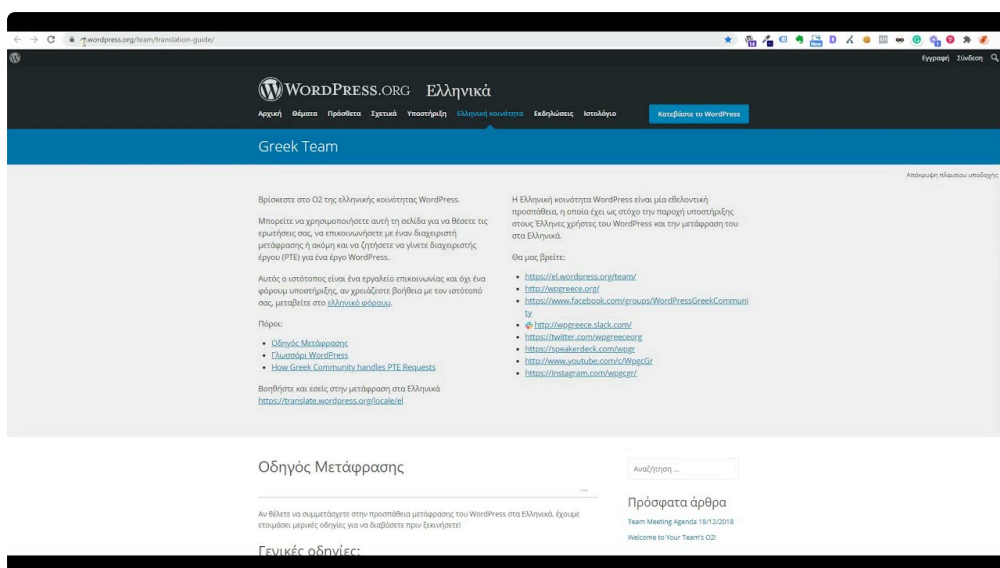 wordpress.org/team/translation-guide/
Εγγραφή Σύνδεση
WORDPRESS.ORG Ελληνικά
Αρχική Θέματα Πρόσθετα Σχετικά Υποστήριξη Ελληνική κοινότητα Εκδηλώσεις Ιστολόγιο Κατεβάστε το WordPress
Greek Team
Απόκρυψη πλαισίου υποδοχής
Βρίσκεστε στο O2 της ελληνικής κοινότητας WordPress.
Μπορείτε να χρησιμοποιήσετε αυτή τη σελίδα για να θέσετε τις
ερωτήσεις σας, να επικοινωνήσετε με έναν διαχειριστή
μετάφρασης ή ακόμη και να ζητήσετε να γίνετε διαχειριστής
έργου (PTE) για ένα έργο WordPress.
Αυτός ο ιστότοπος είναι ένα εργαλείο επικοινωνίας και όχι ένα
φόρουμ υποστήριξης, αν χρειάζεστε βοήθεια με τον ιστότοπό
σας, μεταβείτε στο ελληνικό φόρουμ.
Πόροι:
Οδηγός Μετάφρασης
Γλωσσάρι WordPress
How Greek Community handles PTE Requests
Βοηθήστε και εσείς στην μετάφραση στα Ελληνικά
https://translate.wordpress.org/locale/el
Η Ελληνική κοινότητα WordPress είναι μία εθελοντική
προσπάθεια, η οποία έχει ως στόχο την παροχή υποστήριξης
στους Έλληνες χρήστες του WordPress και την μετάφραση του
στα Ελληνικά.
Θα μας βρείτε:
https://el.wordpress.org/team/
http://wpgreece.org/
https://www.facebook.com/groups/WordPressGreekCommuni
ty
http://wpgreece.slack.com/
https://twitter.com/wpgreeceorg
https://speakerdeck.com/wpgr
http://www.youtube.com/c/WpgcGr
https://instagram.com/wpgcgr/
Οδηγός Μετάφρασης
Αν θέλετε να συμμετάσχετε στην προσπάθεια μετάφρασης του WordPress στα Ελληνικά, έχουμε
ετοιμάσει μερικές οδηγίες για να διαβάσετε πριν ξεκινήσετε!
Γενικές οδηγίες:
Αναζήτηση ...
Πρόσφατα άρθρα
Team Meeting Agenda 18/12/2018
Welcome to Your Team's O2!